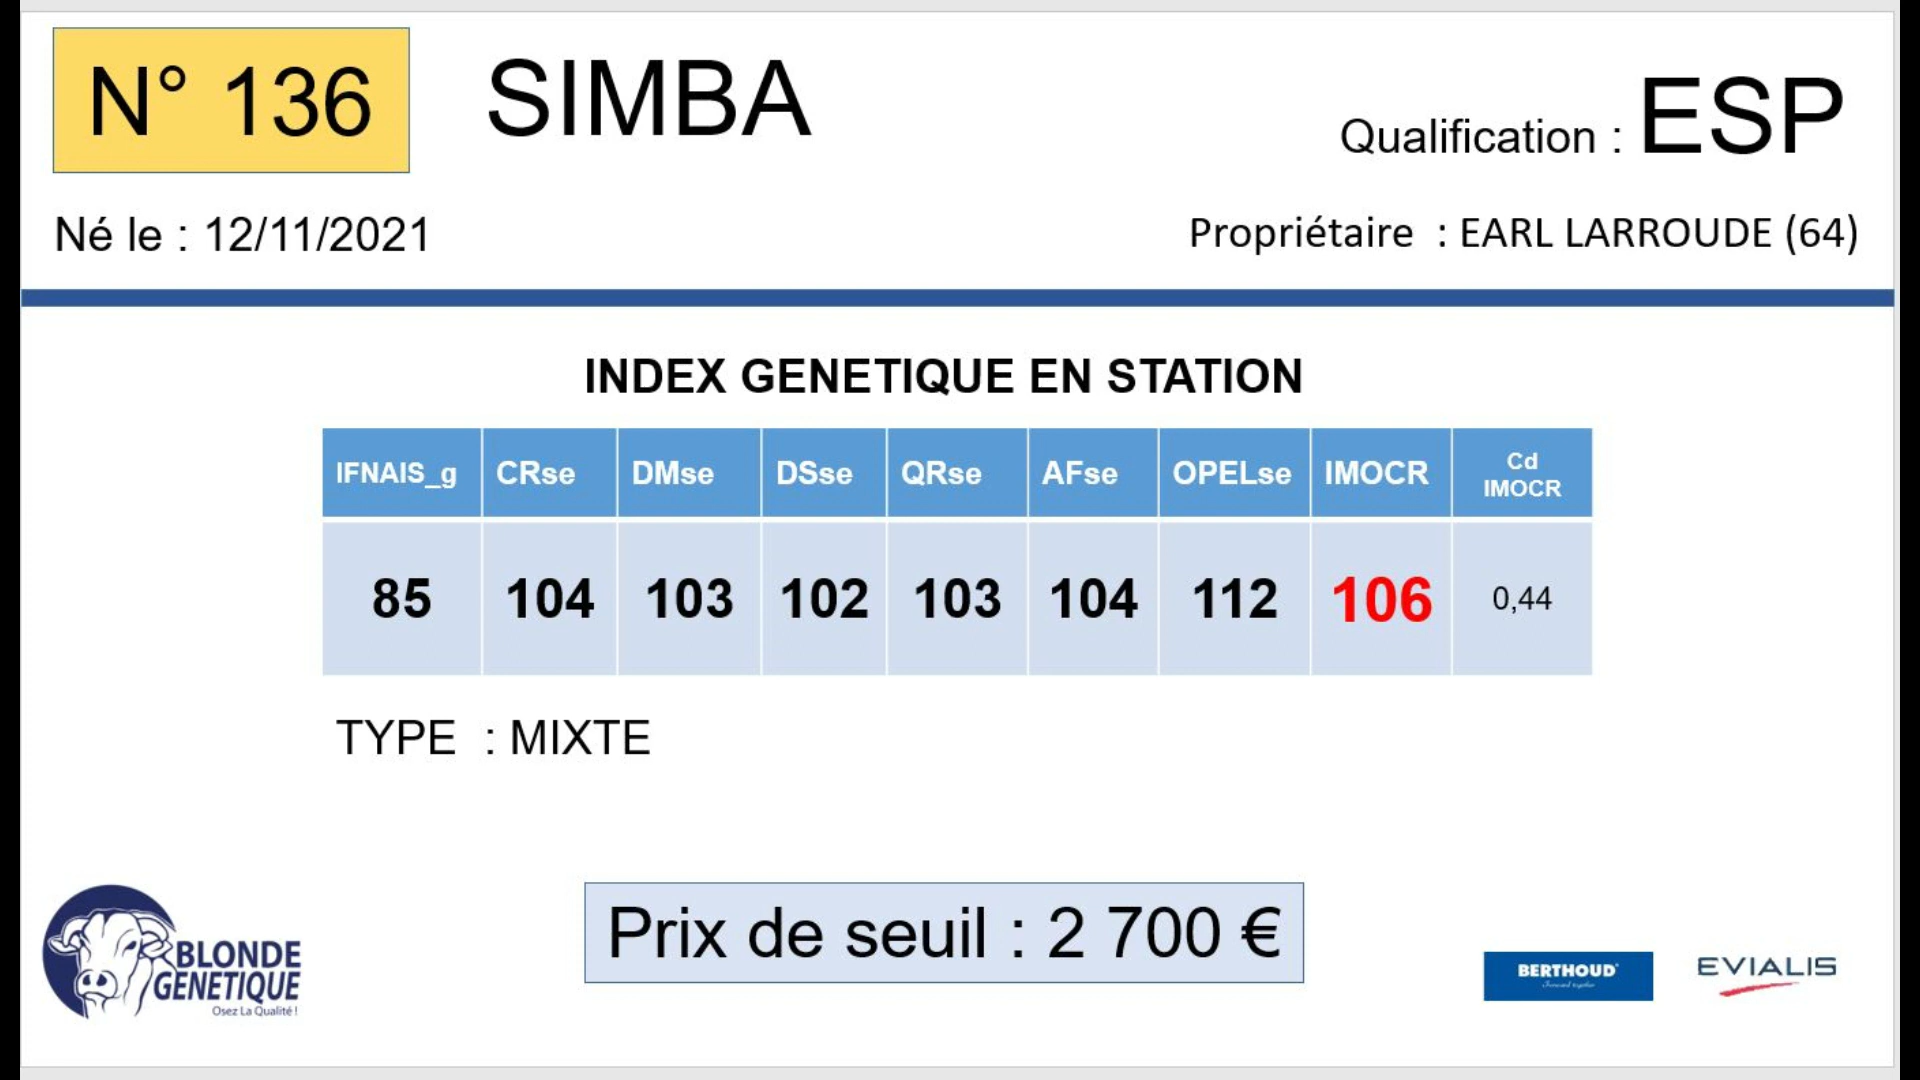 N° 136
SIMBA
Qualification : ESP
Né le : 12/11/2021
Propriétaire : EARL LARROUDE (64)
INDEX GENETIQUE EN STATION
IFNAIS_g CRse DMse DSse QRse AFse OPELse IMOCR Cd IMOCR
85 104 103 102 103 104 112 106 0,44
TYPE : MIXTE
Prix de seuil : 2 700 €
BLONDE
GENETIQUE
Osez La Qualité !
BERTHOUD
EVIALIS